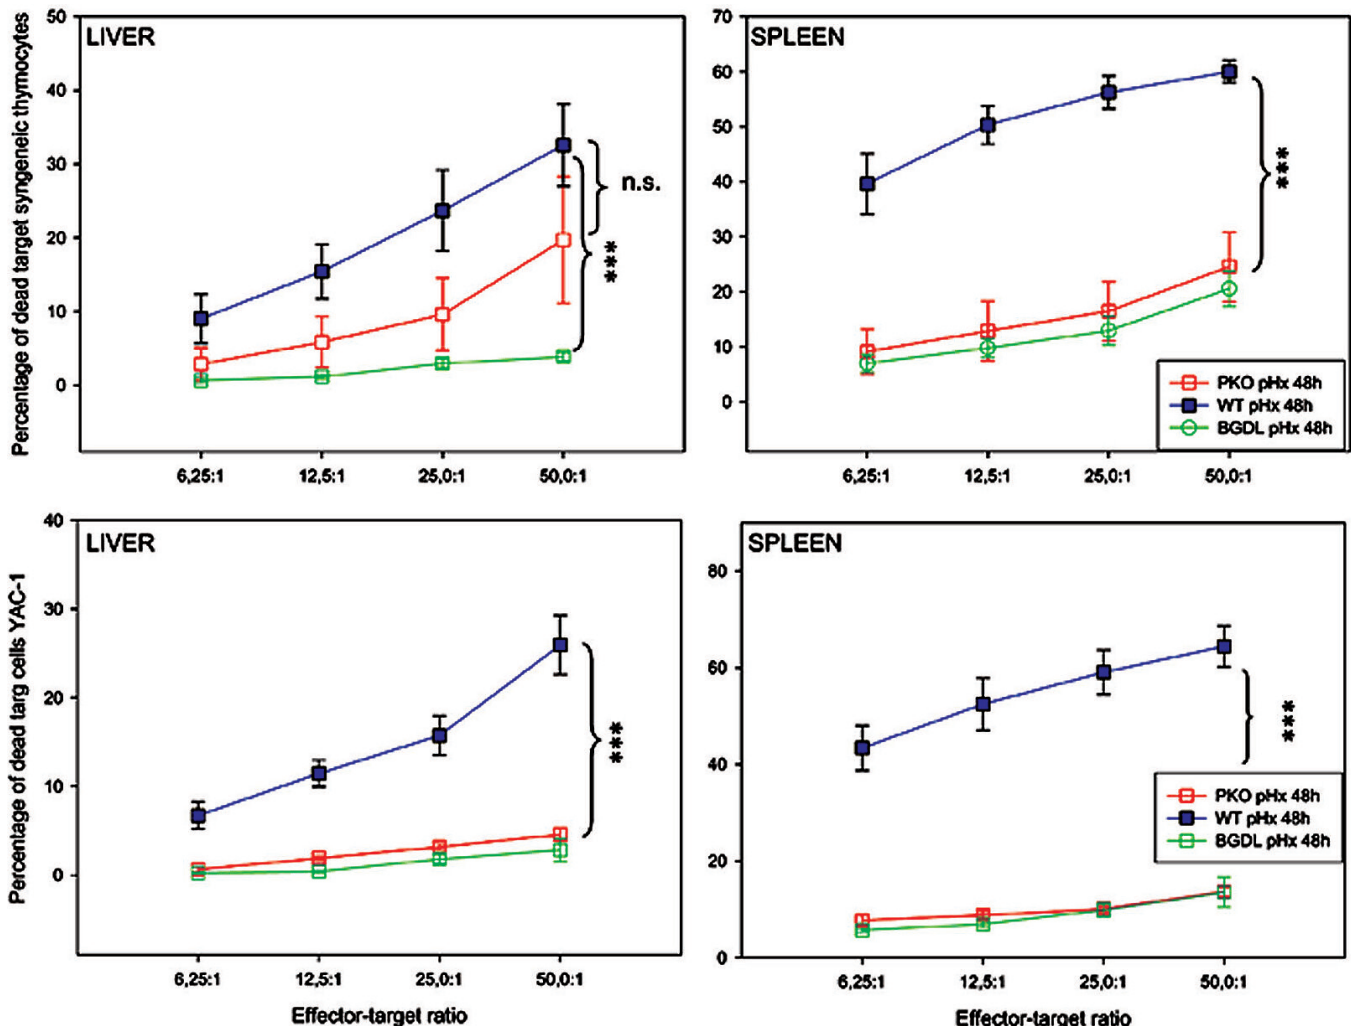 Percentage of dead target syngeneic thymocytes
LIVER
50
40
30
20
10
0
n.s.
***
6,25:1 12,5:1 25,0:1 50,0:1
SPLEEN
70
60
50
40
30
20
10
0
***
PKO pHx 48h
WT pHx 48h
BGDL pHx 48h
6,25:1 12,5:1 25,0:1 50,0:1
Percentage of dead targ cells YAC-1
LIVER
40
30
20
10
0
***
6,25:1 12,5:1 25,0:1 50,0:1
Effector-target ratio
SPLEEN
80
60
40
20
0
***
PKO pHx 48h
WT pHx 48h
BGDL pHx 48h
6,25:1 12,5:1 25,0:1 50,0:1
Effector-target ratio